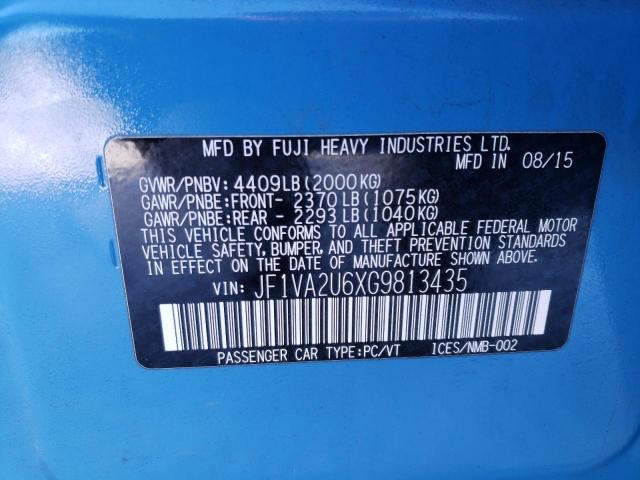 MFD BY FUJI HEAVY INDUSTRIES LTD.
MFD IN 08/15
GVWR/PNBV: 4409LB(2000KG)
GAWR/PNBE:FRONT- 2370LB(1075KG)
GAWR/PNBE:REAR - 2293LB(1040KG)
THIS VEHICLE CONFORMS TO ALL APPLICABLE FEDERAL MOTOR
VEHICLE SAFETY, BUMPER, AND THEFT PREVENTION STANDARDS
IN EFFECT ON THE DATE OF MANUFACTURE SHOWN ABOVE.
VIN: JF1VA2U6XG9813435
PASSENGER CAR TYPE:PC/VT ICES/NMB-002